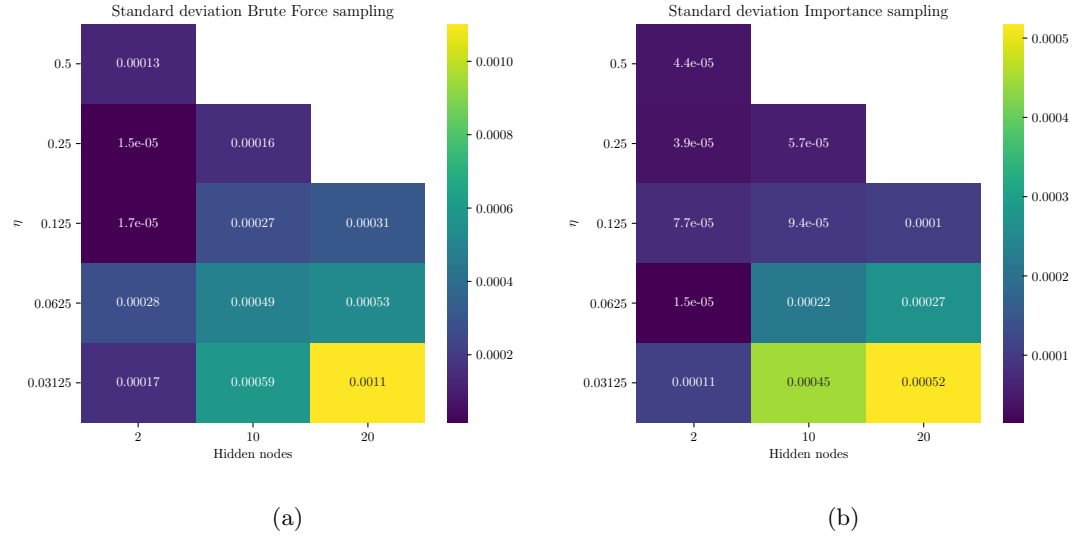 Standard deviation Brute Force sampling
0.5
0.25
0.125
0.0625
0.03125
η
0.00013
1.5e-05 0.00016
1.7e-05 0.00027 0.00031
0.00028 0.00049 0.00053
0.00017 0.00059 0.0011
2 10 20
Hidden nodes
0.0010
0.0008
0.0006
0.0004
0.0002
(a)
Standard deviation Importance sampling
0.5
0.25
0.125
0.0625
0.03125
η
4.4e-05
3.9e-05 5.7e-05
7.7e-05 9.4e-05 0.0001
1.5e-05 0.00022 0.00027
0.00011 0.00045 0.00052
2 10 20
Hidden nodes
0.0005
0.0004
0.0003
0.0002
0.0001
(b)